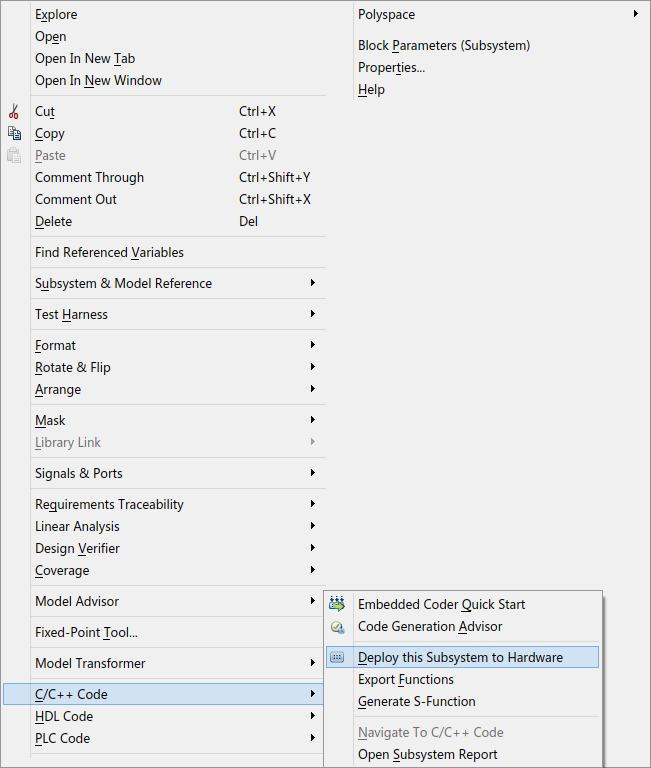 Explore
Open
Open In New Tab
Open In New Window
Cut Ctrl+X
Copy Ctrl+C
Paste Ctrl+V
Comment Through Ctrl+Shift+Y
Comment Out Ctrl+Shift+X
Delete Del
Find Referenced Variables
Subsystem & Model Reference
Test Harness
Format
Rotate & Flip
Arrange
Mask
Library Link
Signals & Ports
Requirements Traceability
Linear Analysis
Design Verifier
Coverage
Model Advisor
Fixed-Point Tool...
Model Transformer
C/C++ Code
HDL Code
PLC Code
Polyspace
Block Parameters (Subsystem)
Properties...
Help
Embedded Coder Quick Start
Code Generation Advisor
Deploy this Subsystem to Hardware
Export Functions
Generate S-Function
Navigate To C/C++ Code
Open Subsystem Report